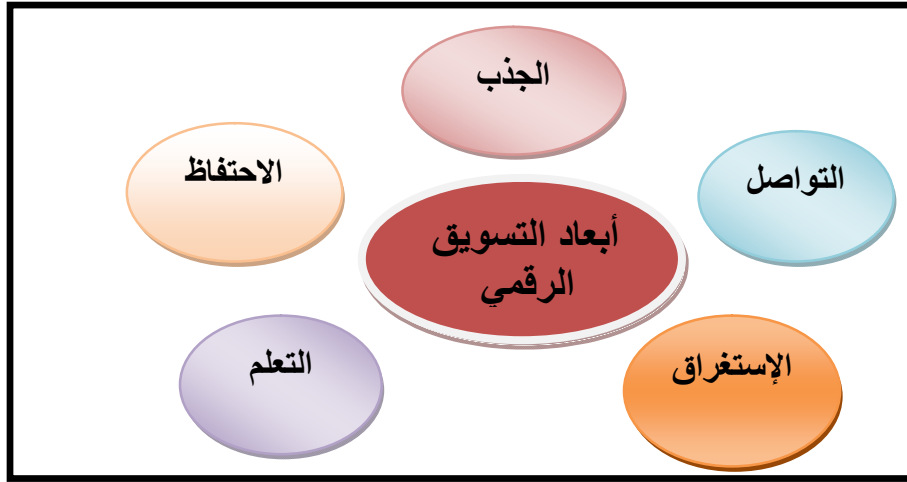 الجذب
التواصل
الاحتفاظ
أبعاد التسويق
الرقمي
الإستغراق
التعلم